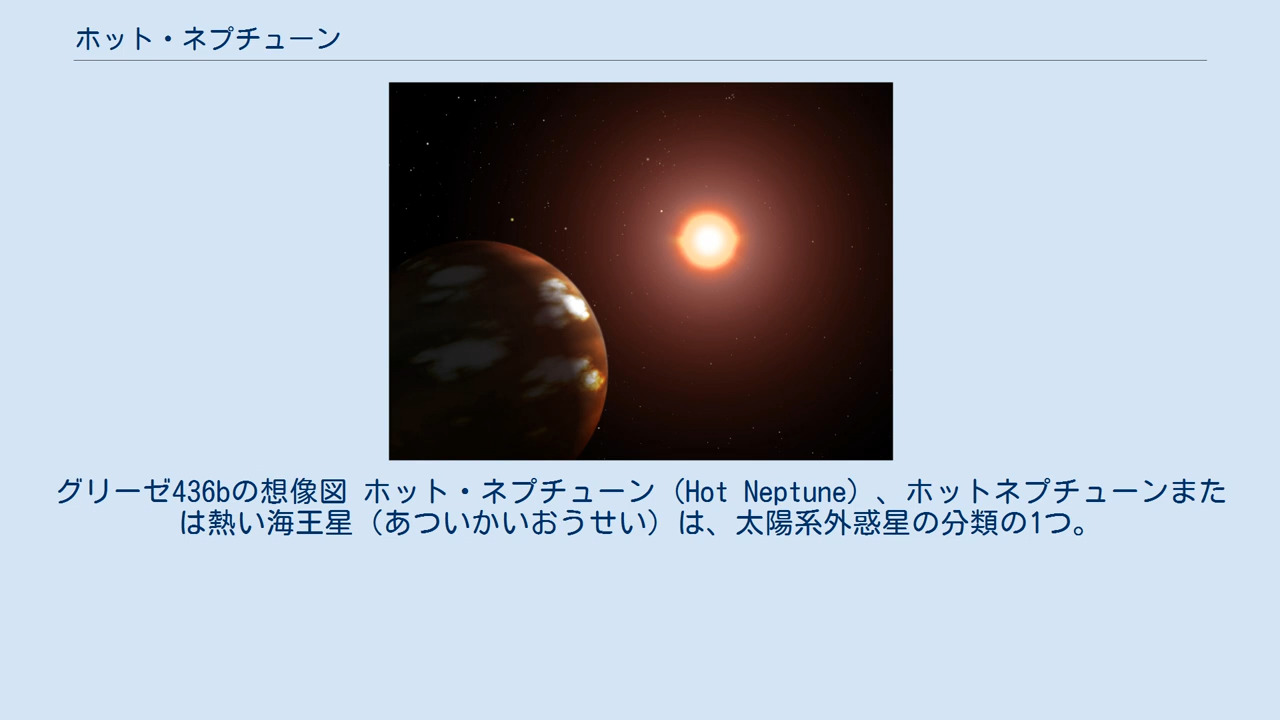 ホット・ネプチューン
グリーゼ436bの想像図 ホット・ネプチューン（Hot Neptune）、ホットネプチューンまた
は熱い海王星（あついかいおうせい）は、太陽系外惑星の分類の1つ。